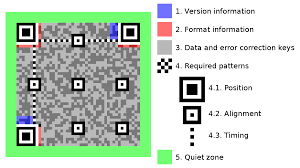 1. Version information
2. Format information
3. Data and error correction keys
4. Required patterns
4.1. Position
4.2. Alignment
4.3. Timing
5. Quiet zone